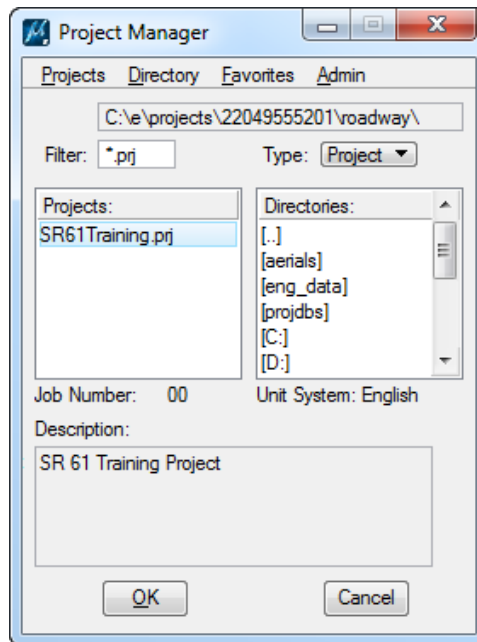 Project Manager
Projects Directory Favorites Admin
C:\e\projects\22049555201\roadway\
Filter: *.prj Type: Project
Projects: Directories:
SR61Training.prj [..]
[aerials]
[eng_data]
[projdbs]
[C:]
[D:]
Job Number: 00 Unit System: English
Description:
SR 61 Training Project
OK Cancel